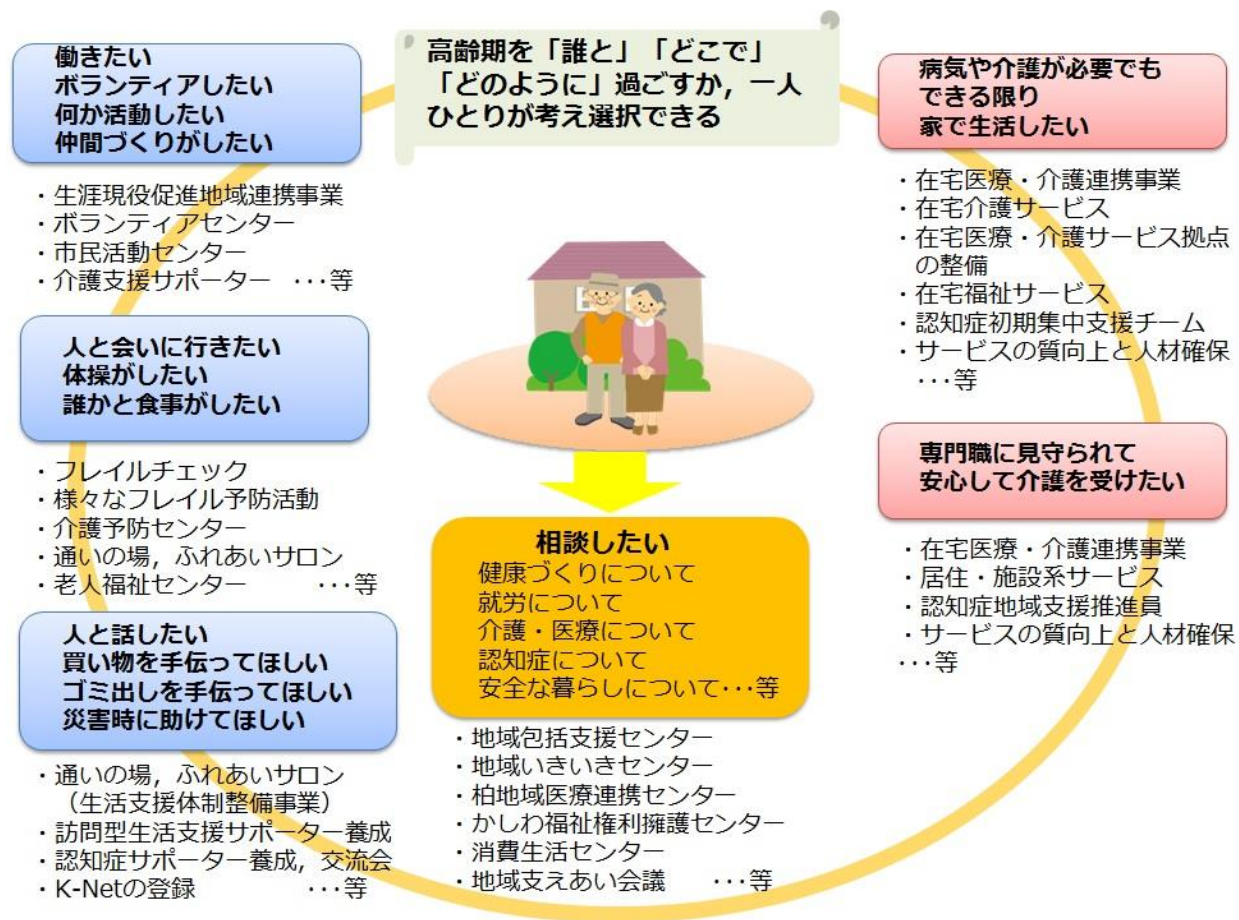 高齢期を「誰と」「どこで」
「どのように」過ごすか，一人
ひとりが考え選択できる
働きたい
ボランティアしたい
何か活動したい
仲間づくりがしたい
・生涯現役促進地域連携事業
・ボランティアセンター
・市民活動センター
・介護支援サポーター ･･･等
人と会いに行きたい
体操がしたい
誰かと食事がしたい
・フレイルチェック
・様々なフレイル予防活動
・介護予防センター
・通いの場，ふれあいサロン
・老人福祉センター ･･･等
人と話したい
買い物を手伝ってほしい
ゴミ出しを手伝ってほしい
災害時に助けてほしい
・通いの場，ふれあいサロン
（生活支援体制整備事業）
・訪問型生活支援サポーター養成
・認知症サポーター養成，交流会
・K-Netの登録 ･･･等
相談したい
健康づくりについて
就労について
介護・医療について
認知症について
安全な暮らしについて･･･等
・地域包括支援センター
・地域いきいきセンター
・柏地域医療連携センター
・かしわ福祉権利擁護センター
・消費生活センター
・地域支えあい会議 ･･･等
病気や介護が必要でも
できる限り
家で生活したい
・在宅医療・介護連携事業
・在宅介護サービス
・在宅医療・介護サービス拠点
の整備
・在宅福祉サービス
・認知症初期集中支援チーム
・サービスの質向上と人材確保
･･･等
専門職に見守られて
安心して介護を受けたい
・在宅医療・介護連携事業
・居住・施設系サービス
・認知症地域支援推進員
・サービスの質向上と人材確保
･･･等